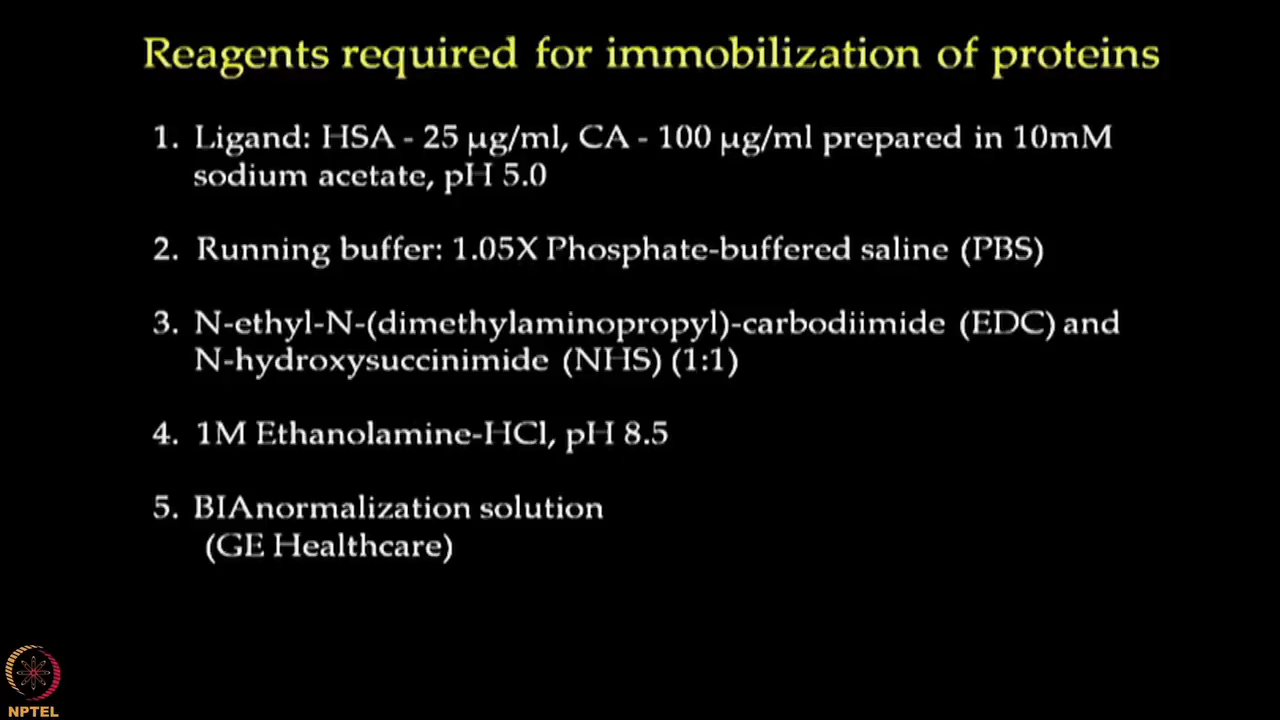 Reagents required for immobilization of proteins
1. Ligand: HSA - 25 µg/ml, CA - 100 µg/ml prepared in 10mM
sodium acetate, pH 5.0
2. Running buffer: 1.05X Phosphate-buffered saline (PBS)
3. N-ethyl-N-(dimethylaminopropyl)-carbodiimide (EDC) and
N-hydroxysuccinimide (NHS) (1:1)
4. 1M Ethanolamine-HCl, pH 8.5
5. BIAnormalization solution
(GE Healthcare)
NPTEL